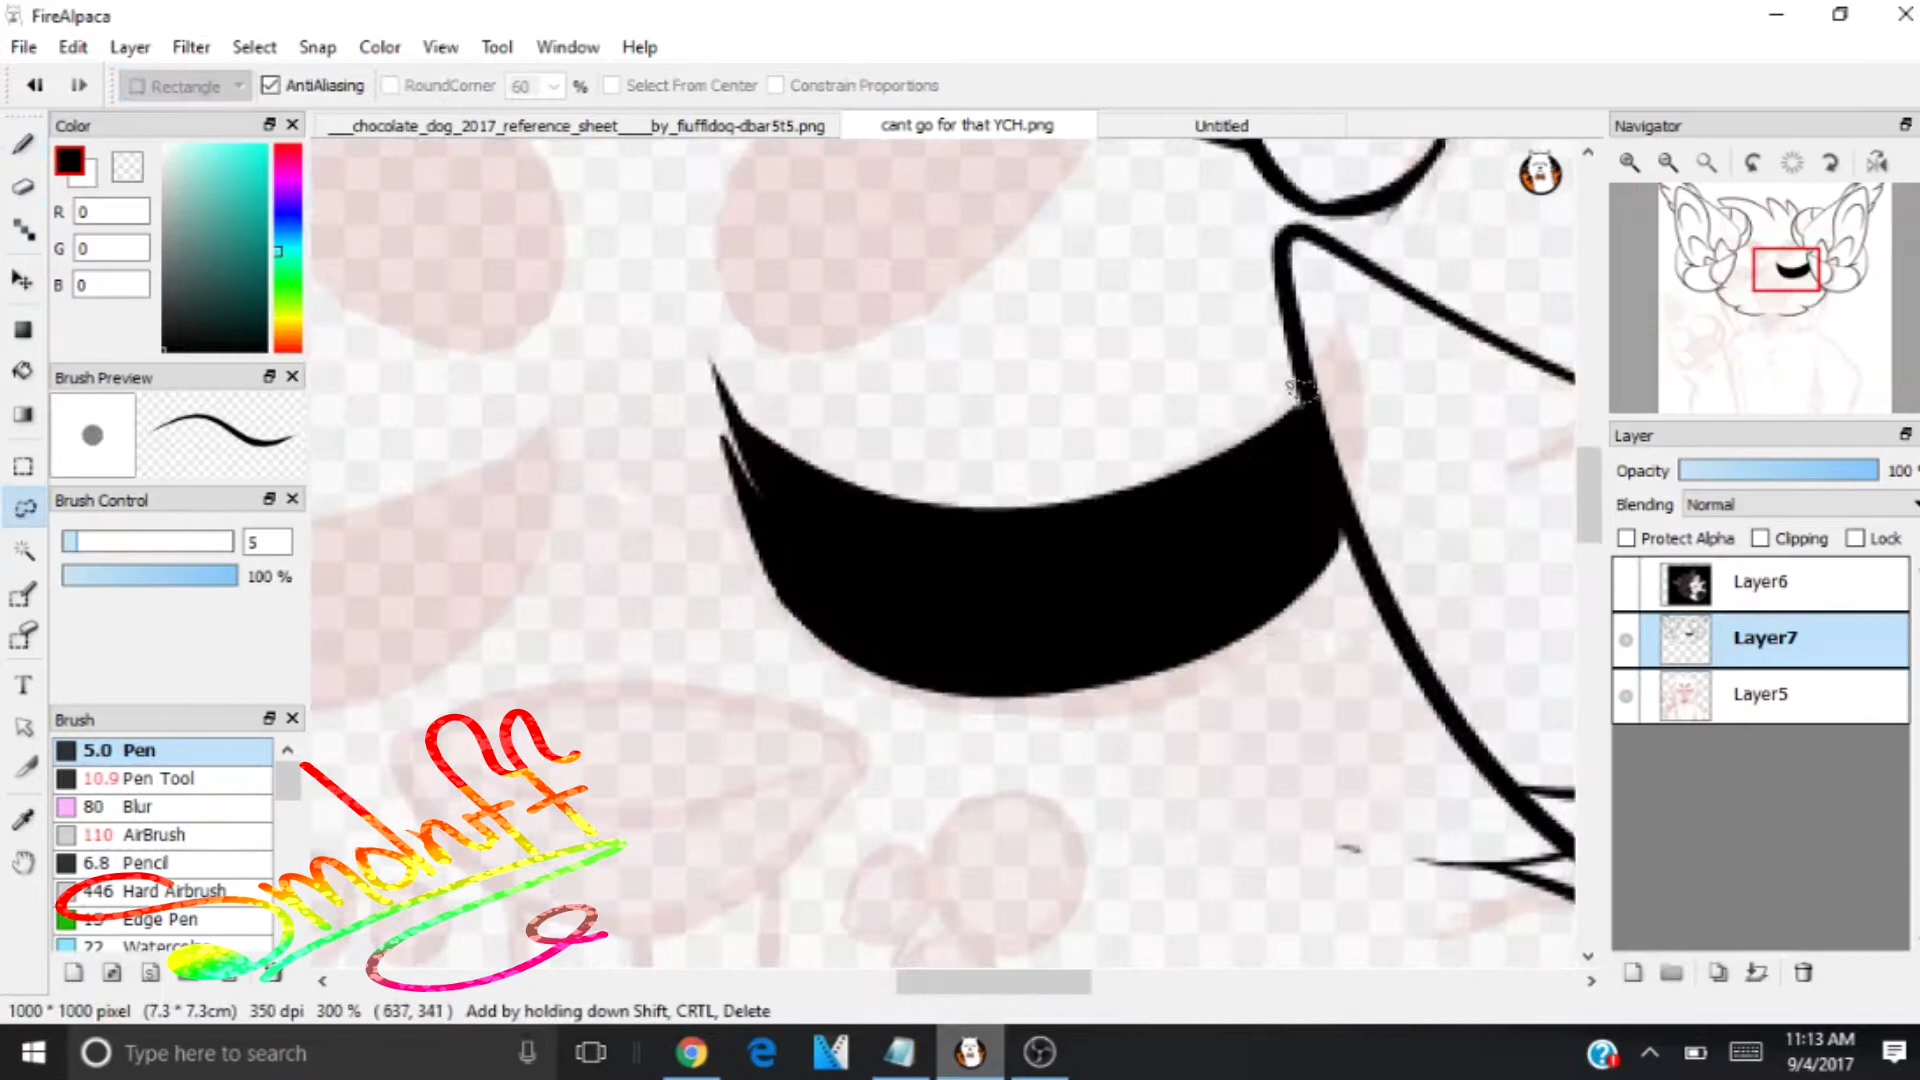 FireAlpaca
File Edit Layer Filter Select Snap Color View Tool Window Help
Rectangle AntiAliasing RoundCorner 60 % Select From Center Constrain Proportions
Color
___chocolate_dog_2017_reference_sheet____by_fluffidog-dbar5t5.png cant go for that YCH.png Untitled
Navigator
R 0
G 0
B 0
Brush Preview
Layer
Opacity 100
Blending Normal
Brush Control
Protect Alpha Clipping Lock
5
100 %
Layer6
Layer7
Layer5
Brush
5.0 Pen
10.9 Pen Tool
80 Blur
110 AirBrush
6.8 Pencil
446 Hard Airbrush
Edge Pen
22
1000 * 1000 pixel (7.3 * 7.3cm) 350 dpi 300 % ( 637, 341 ) Add by holding down Shift, CRTL, Delete
Type here to search
11:13 AM
9/4/2017